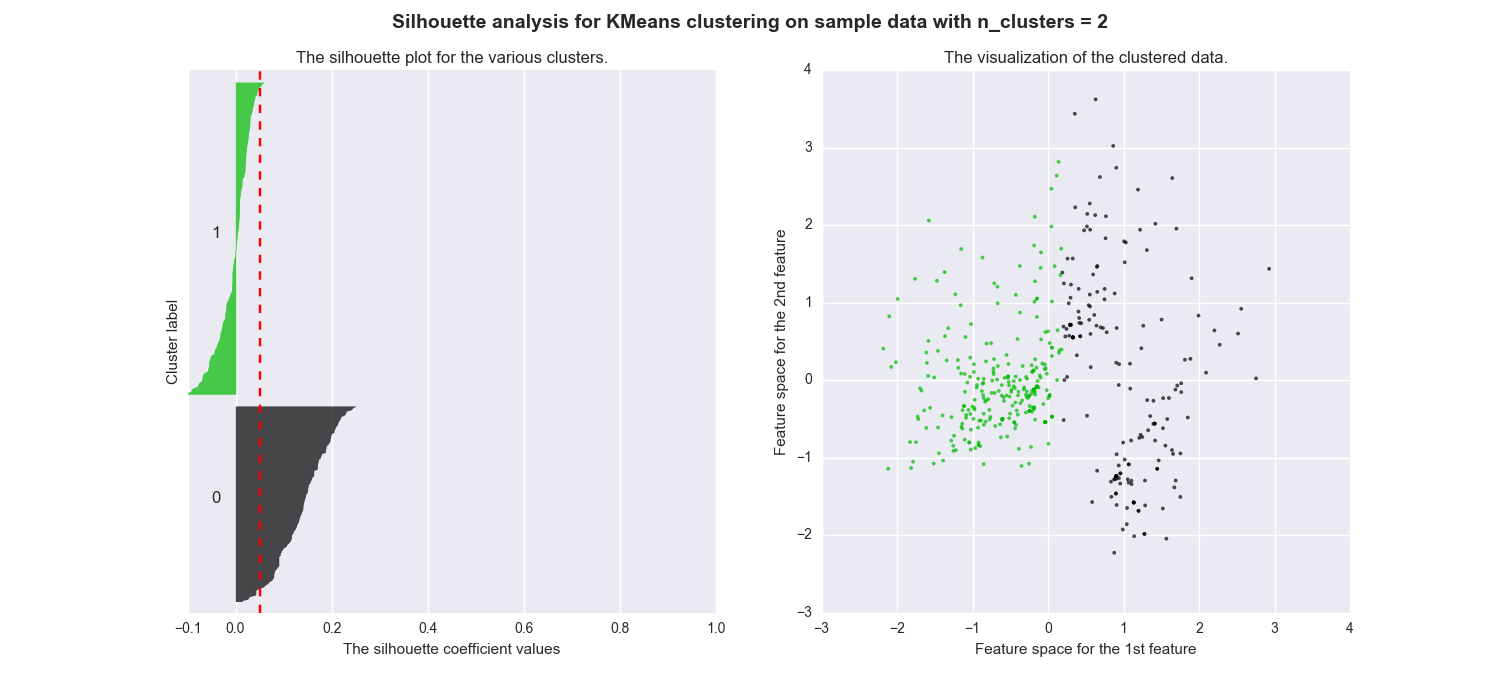 Silhouette analysis for KMeans clustering on sample data with n_clusters = 2
The silhouette plot for the various clusters.
Cluster label
1
0
−0.1 0.0 0.2 0.4 0.6 0.8 1.0
The silhouette coefficient values
The visualization of the clustered data.
Feature space for the 2nd feature
4
3
2
1
0
−1
−2
−3
−3 −2 −1 0 1 2 3 4
Feature space for the 1st feature